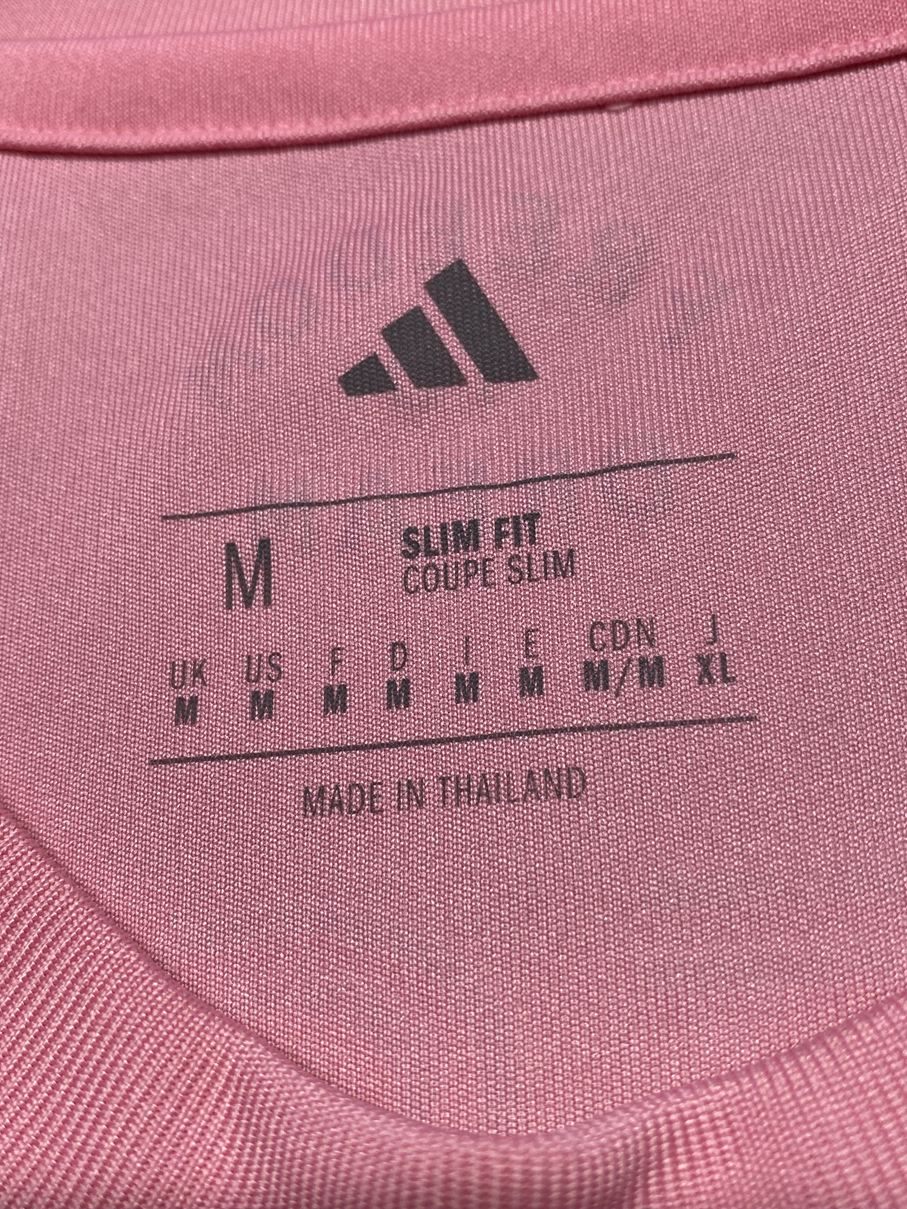 M
SLIM FIT
COUPE SLIM
UK US F D I E CDN J
M M M M M M M/M XL
MADE IN THAILAND